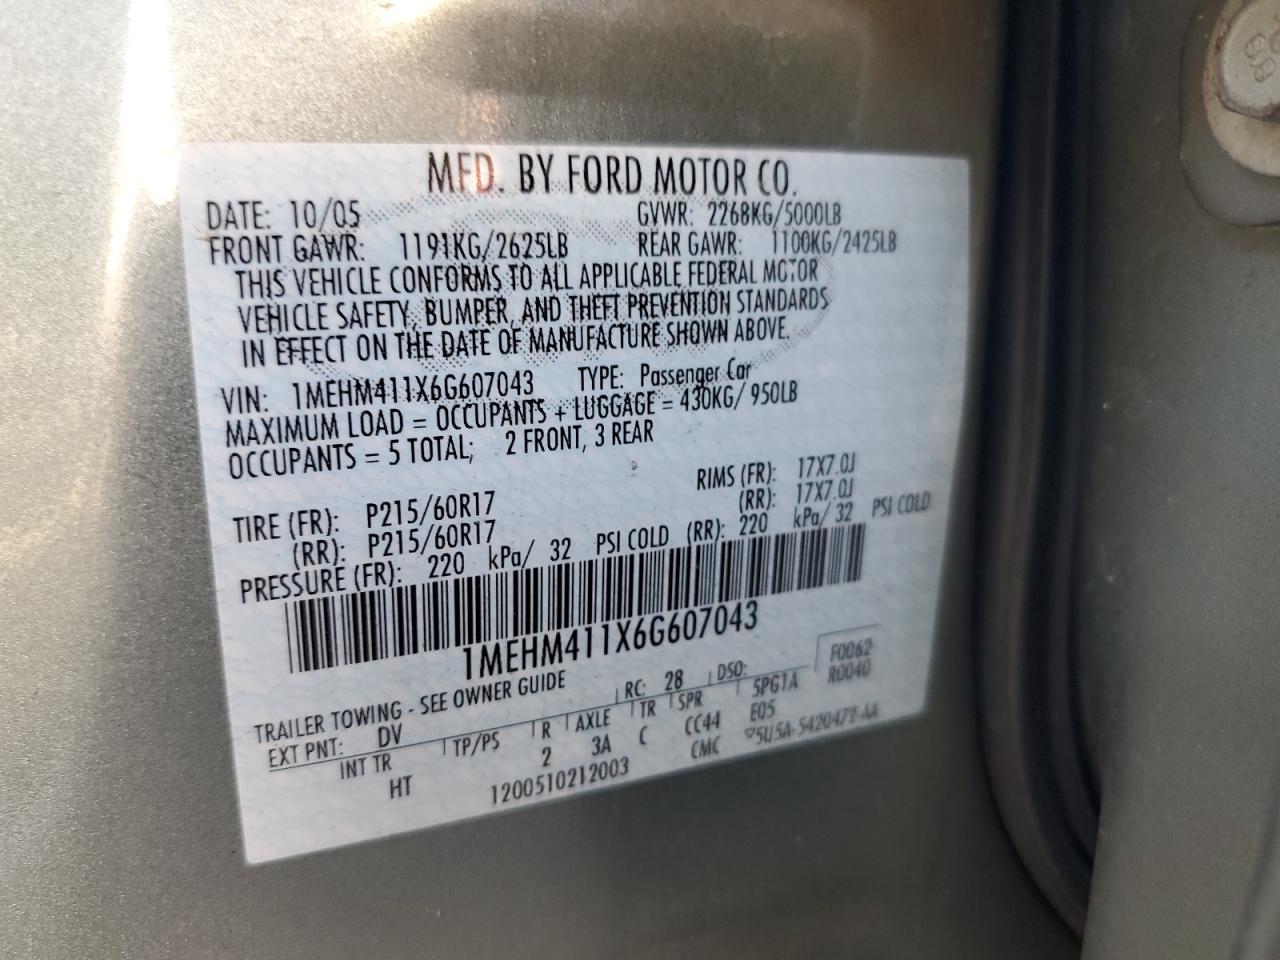 MFD. BY FORD MOTOR CO.
DATE: 10/05 GVWR: 2268KG/5000LB
FRONT GAWR: 1191KG/2625LB REAR GAWR: 1100KG/2425LB
THIS VEHICLE CONFORMS TO ALL APPLICABLE FEDERAL MOTOR
VEHICLE SAFETY, BUMPER, AND THEFT PREVENTION STANDARDS
IN EFFECT ON THE DATE OF MANUFACTURE SHOWN ABOVE.
VIN: 1MEHM411X6G607043 TYPE: Passenger Car
MAXIMUM LOAD = OCCUPANTS + LUGGAGE = 430KG/ 950LB
OCCUPANTS = 5 TOTAL; 2 FRONT, 3 REAR
RIMS (FR): 17X7.0J
TIRE (FR): P215/60R17 (RR): 17X7.0J
(RR): P215/60R17
PRESSURE (FR): 220 kPa/ 32 PSI COLD (RR): 220 kPa/ 32 PSI COLD
1MEHM411X6G607043
TRAILER TOWING - SEE OWNER GUIDE RC: 28 DSO: F0062
R0040
EXT PNT: DV TP/PS R AXLE TR SPR 5PG1A
INT TR 2 3A C CC44 E05
HT 1200510212003 CMC ▽5U5A-5420472-AA